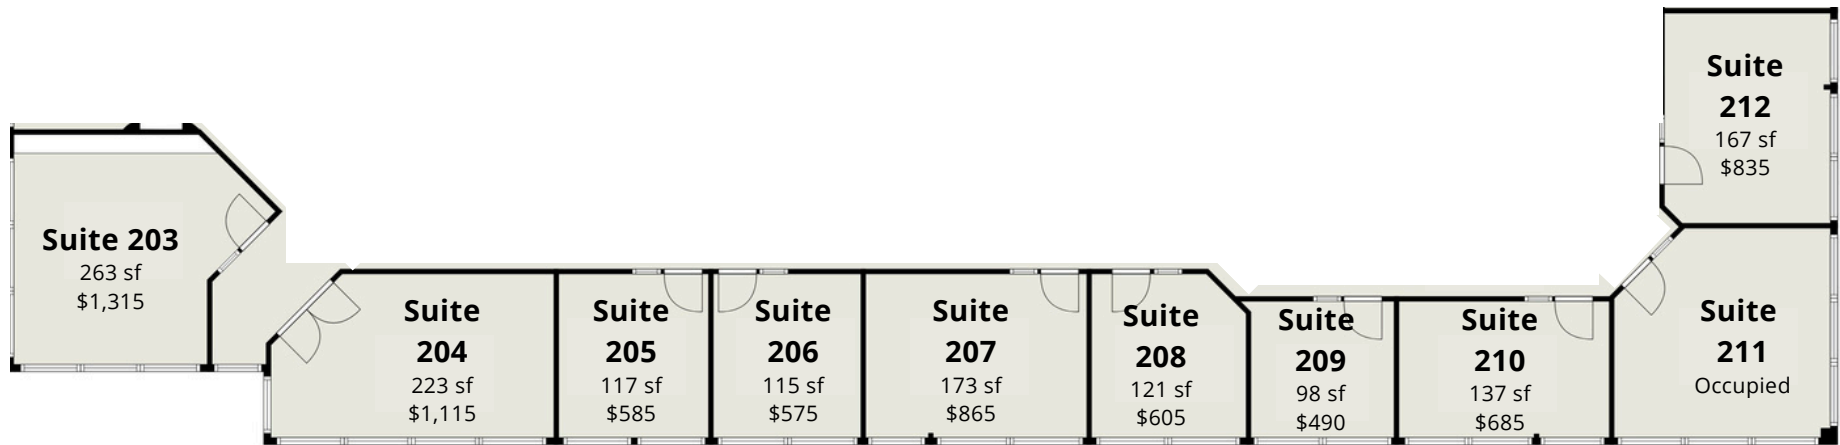 Suite 203
263 sf
$1,315
Suite
204
223 sf
$1,115
Suite
205
117 sf
$585
Suite
206
115 sf
$575
Suite
207
173 sf
$865
Suite
208
121 sf
$605
Suite
209
98 sf
$490
Suite
210
137 sf
$685
Suite
211
Occupied
Suite
212
167 sf
$835